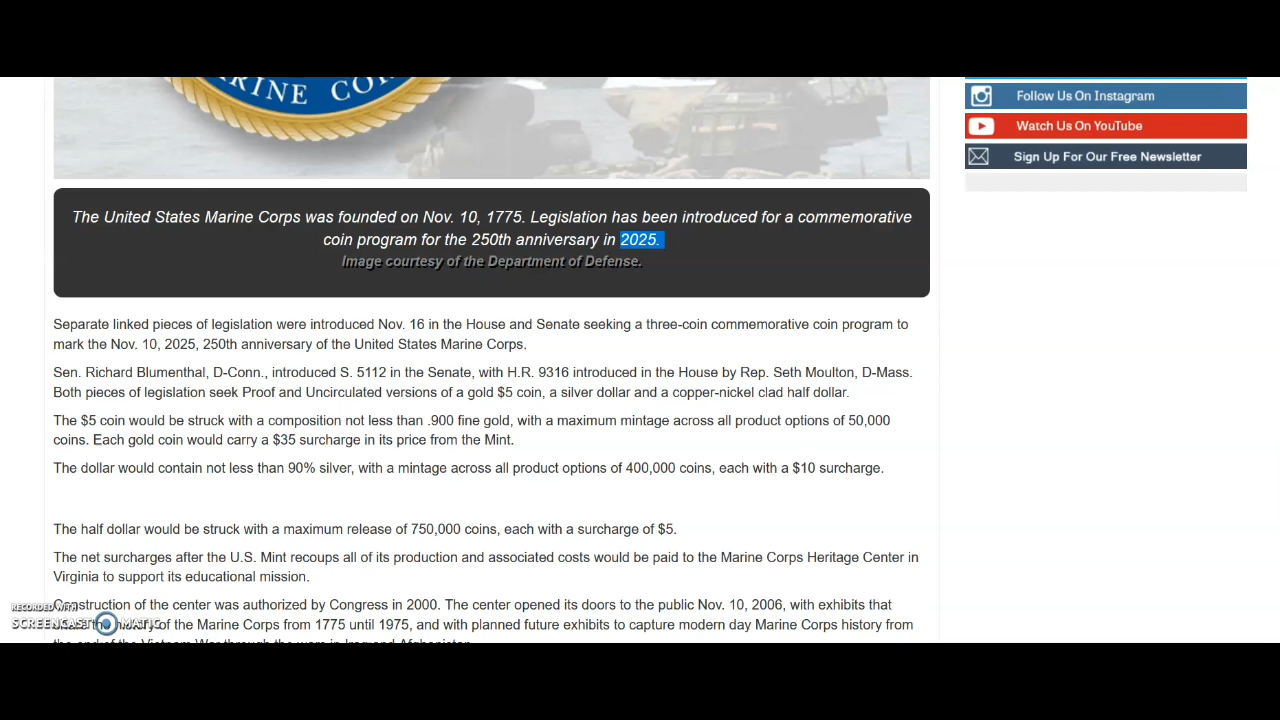 RINE COR
Follow Us On Instagram
Watch Us On YouTube
Sign Up For Our Free Newsletter
The United States Marine Corps was founded on Nov. 10, 1775. Legislation has been introduced for a commemorative
coin program for the 250th anniversary in 2025.
Image courtesy of the Department of Defense.
Separate linked pieces of legislation were introduced Nov. 16 in the House and Senate seeking a three-coin commemorative coin program to
mark the Nov. 10, 2025, 250th anniversary of the United States Marine Corps.
Sen. Richard Blumenthal, D-Conn., introduced S. 5112 in the Senate, with H.R. 9316 introduced in the House by Rep. Seth Moulton, D-Mass.
Both pieces of legislation seek Proof and Uncirculated versions of a gold $5 coin, a silver dollar and a copper-nickel clad half dollar.
The $5 coin would be struck with a composition not less than .900 fine gold, with a maximum mintage across all product options of 50,000
coins. Each gold coin would carry a $35 surcharge in its price from the Mint.
The dollar would contain not less than 90% silver, with a mintage across all product options of 400,000 coins, each with a $10 surcharge.
The half dollar would be struck with a maximum release of 750,000 coins, each with a surcharge of $5.
The net surcharges after the U.S. Mint recoups all of its production and associated costs would be paid to the Marine Corps Heritage Center in
Virginia to support its educational mission.
Construction of the center was authorized by Congress in 2000. The center opened its doors to the public Nov. 10, 2006, with exhibits that
of the Marine Corps from 1775 until 1975, and with planned future exhibits to capture modern day Marine Corps history from
the end of the Vietnam War through the wars in Iraq and Afghanistan.
RECORDED WITH
SCREENCAST MATIC